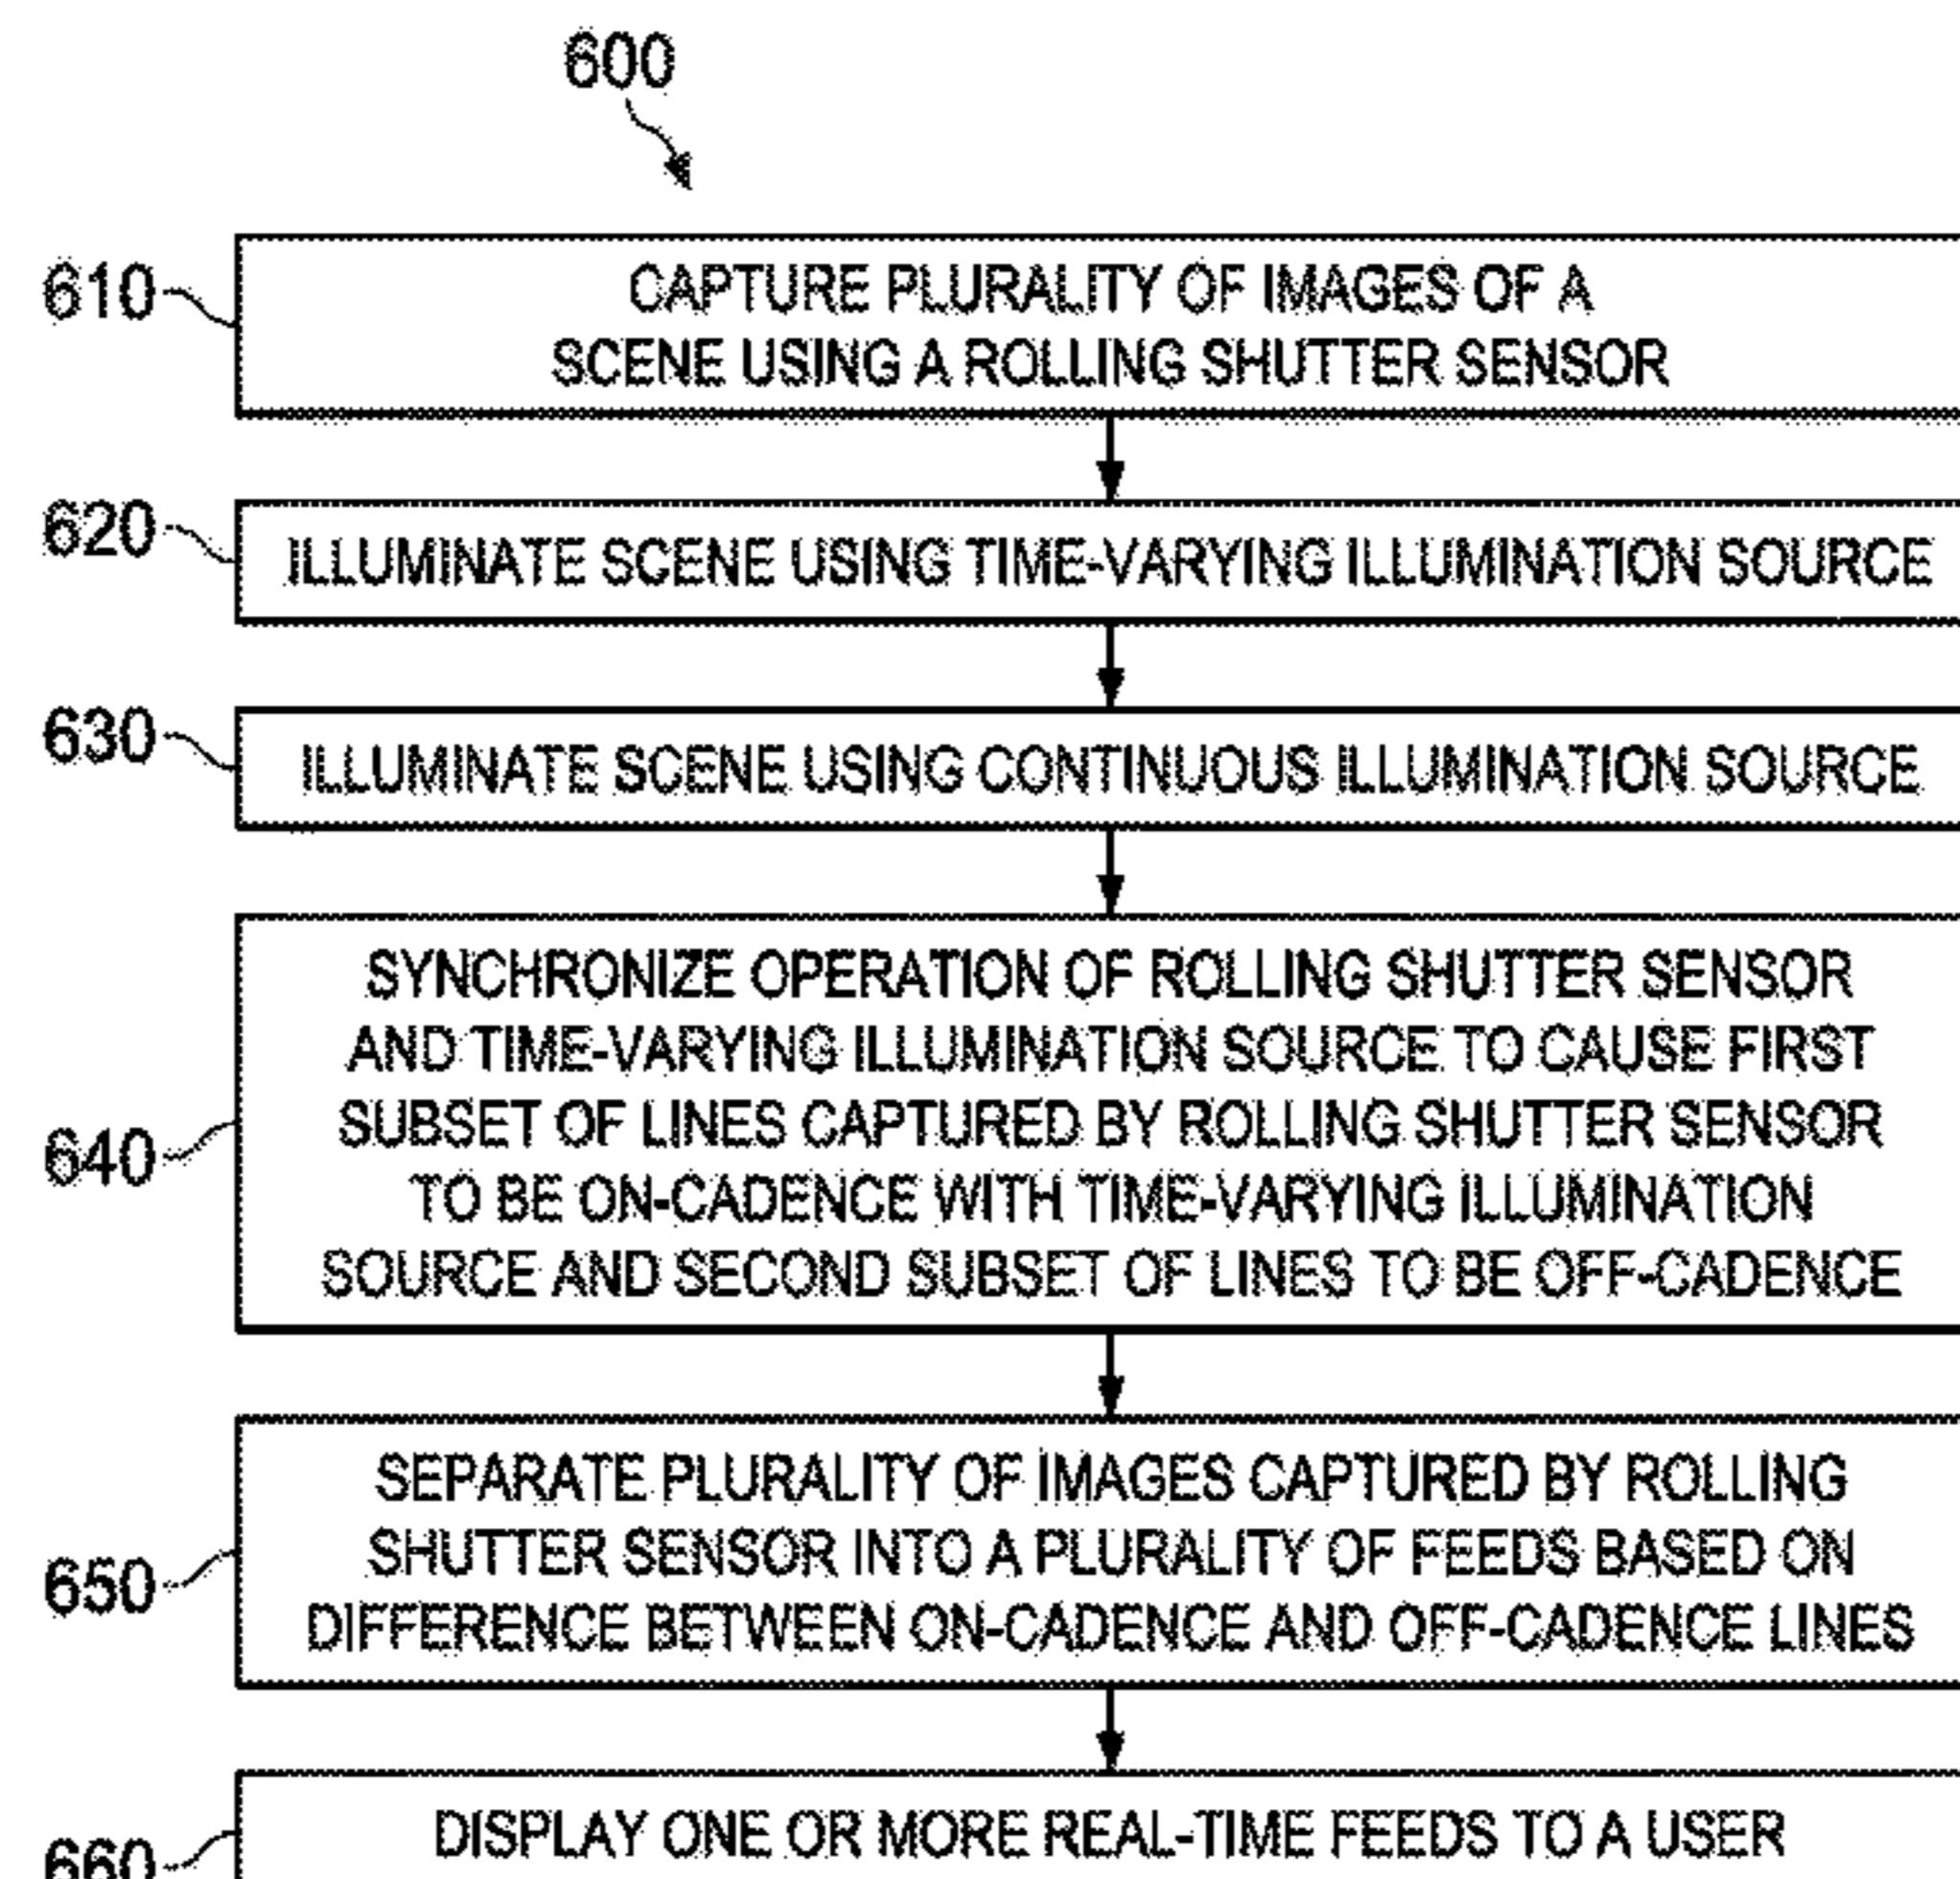 600
610
CAPTURE PLURALITY OF IMAGES OF A
SCENE USING A ROLLING SHUTTER SENSOR
620
ILLUMINATE SCENE USING TIME-VARYING ILLUMINATION SOURCE
630
ILLUMINATE SCENE USING CONTINUOUS ILLUMINATION SOURCE
640
SYNCHRONIZE OPERATION OF ROLLING SHUTTER SENSOR
AND TIME-VARYING ILLUMINATION SOURCE TO CAUSE FIRST
SUBSET OF LINES CAPTURED BY ROLLING SHUTTER SENSOR
TO BE ON-CADENCE WITH TIME-VARYING ILLUMINATION
SOURCE AND SECOND SUBSET OF LINES TO BE OFF-CADENCE
650
SEPARATE PLURALITY OF IMAGES CAPTURED BY ROLLING
SHUTTER SENSOR INTO A PLURALITY OF FEEDS BASED ON
DIFFERENCE BETWEEN ON-CADENCE AND OFF-CADENCE LINES
660
DISPLAY ONE OR MORE REAL-TIME FEEDS TO A USER